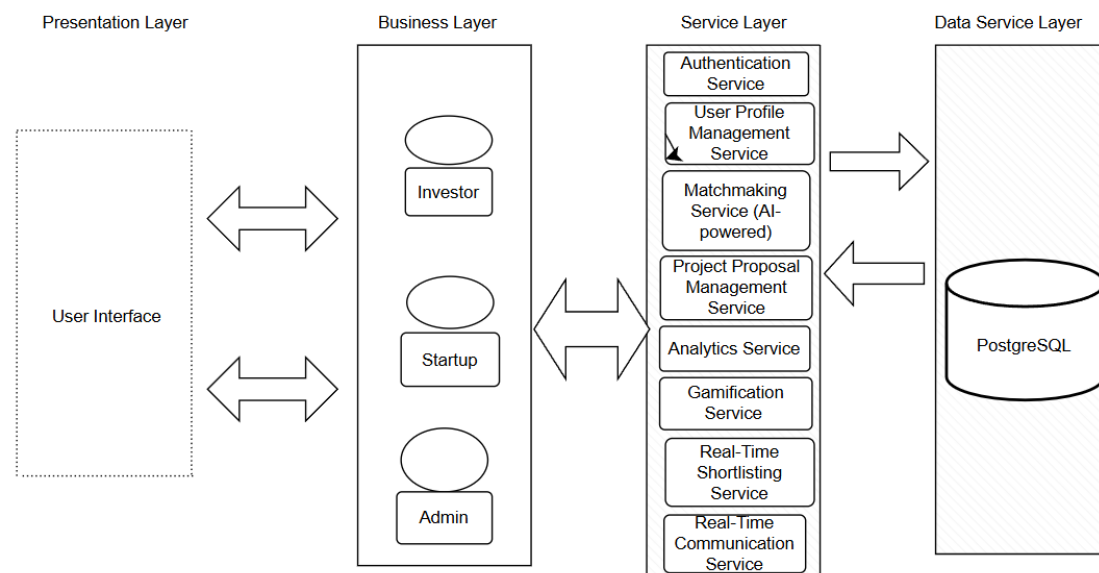 Presentation Layer
Business Layer
Service Layer
Data Service Layer
User Interface
Investor
Startup
Admin
Authentication
Service
User Profile
Management
Service
Matchmaking
Service (AI-
powered)
Project Proposal
Management
Service
Analytics Service
Gamification
Service
Real-Time
Shortlisting
Service
Real-Time
Communication
Service
PostgreSQL